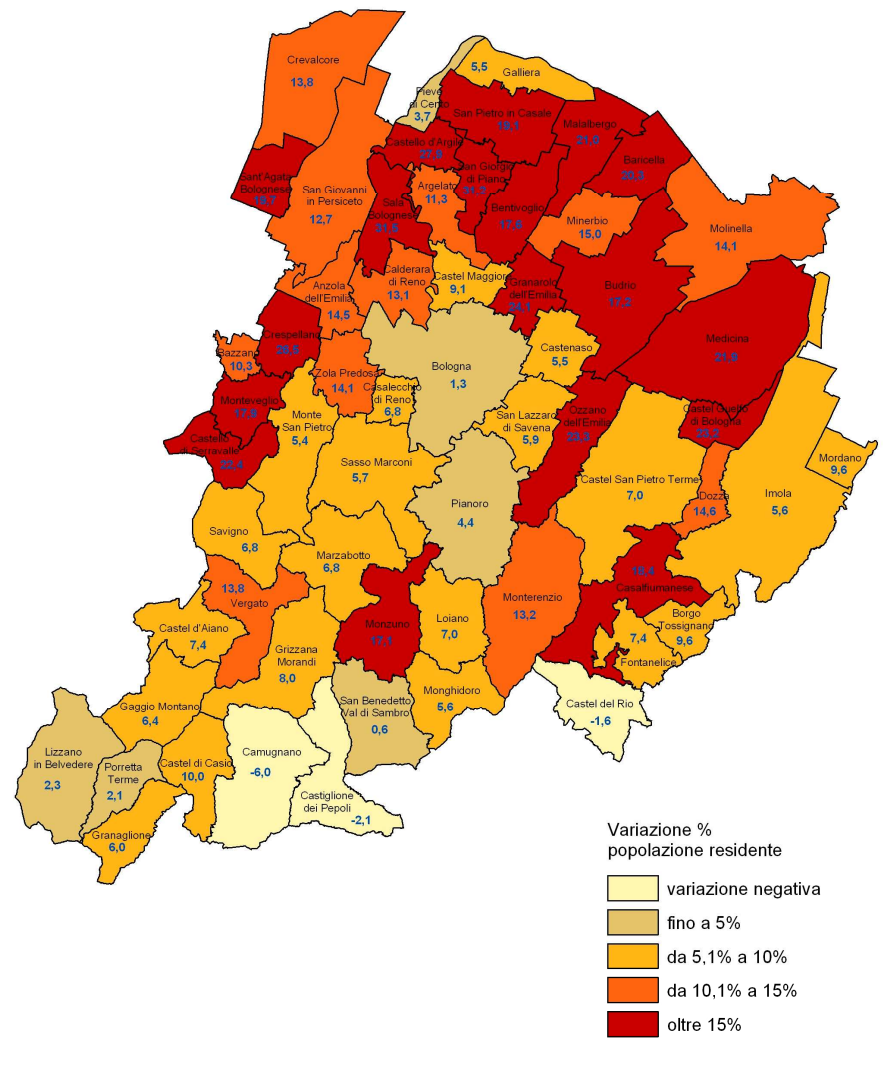 Crevalcore
13,8
5,5
Galliera
Pieve
di Cento
3,7
San Pietro in Casale
Malalbergo
Castello d'Argile
Baricella
San Giorgio
di Piano
Sant'Agata
Bolognese
San Giovanni
in Persiceto
12,7
Argelato
11,3
Sala
Bolognese
Bentivoglio
Minerbio
15,0
Molinella
14,1
Calderara
di Reno
13,1
Castel Maggiore
9,1
Granarolo
dell'Emilia
Budrio
Anzola
dell'Emilia
14,5
Crespellano
Medicina
Bazzano
10,3
Zola Predosa
14,1
Bologna
1,3
Castenaso
5,5
Casalecchio
di Reno
6,8
Monteveglio
Monte
San Pietro
5,4
San Lazzaro
di Savena
5,9
Ozzano
dell'Emilia
Castel Guelfo
di Bologna
Castello
di Serravalle
Sasso Marconi
5,7
Mordano
9,6
Castel San Pietro Terme
7,0
Imola
5,6
Pianoro
4,4
Dozza
14,6
Savigno
6,8
Marzabotto
6,8
13,8
Vergato
Monterenzio
13,2
Casalfiumanese
Castel d'Aiano
7,4
Monzuno
17,1
Loiano
7,0
Borgo
Tossignano
9,6
7,4
Fontanelice
Grizzana
Morandi
8,0
Gaggio Montano
6,4
San Benedetto
Val di Sambro
0,6
Monghidoro
Castel del Rio
-1,6
Lizzano
in Belvedere
2,3
Porretta
Terme
2,1
Castel di Casio
10,0
Camugnano
-6,0
Castiglione
dei Pepoli
-2,1
Granaglione
6,0
Variazione %
popolazione residente
variazione negativa
fino a 5%
da 5,1% a 10%
da 10,1% a 15%
oltre 15%